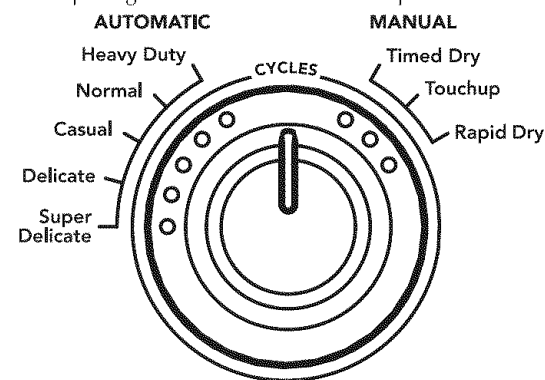 AUTOMATIC
MANUAL
Heavy Duty
Normal
Casual
Delicate
Super
Delicate
CYCLES
Timed Dry
Touchup
Rapid Dry